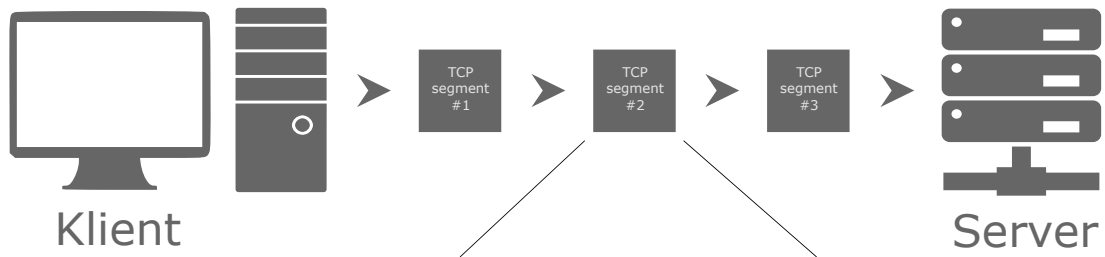 TCP
segment
#1
TCP
segment
#2
TCP
segment
#3
Klient
Server